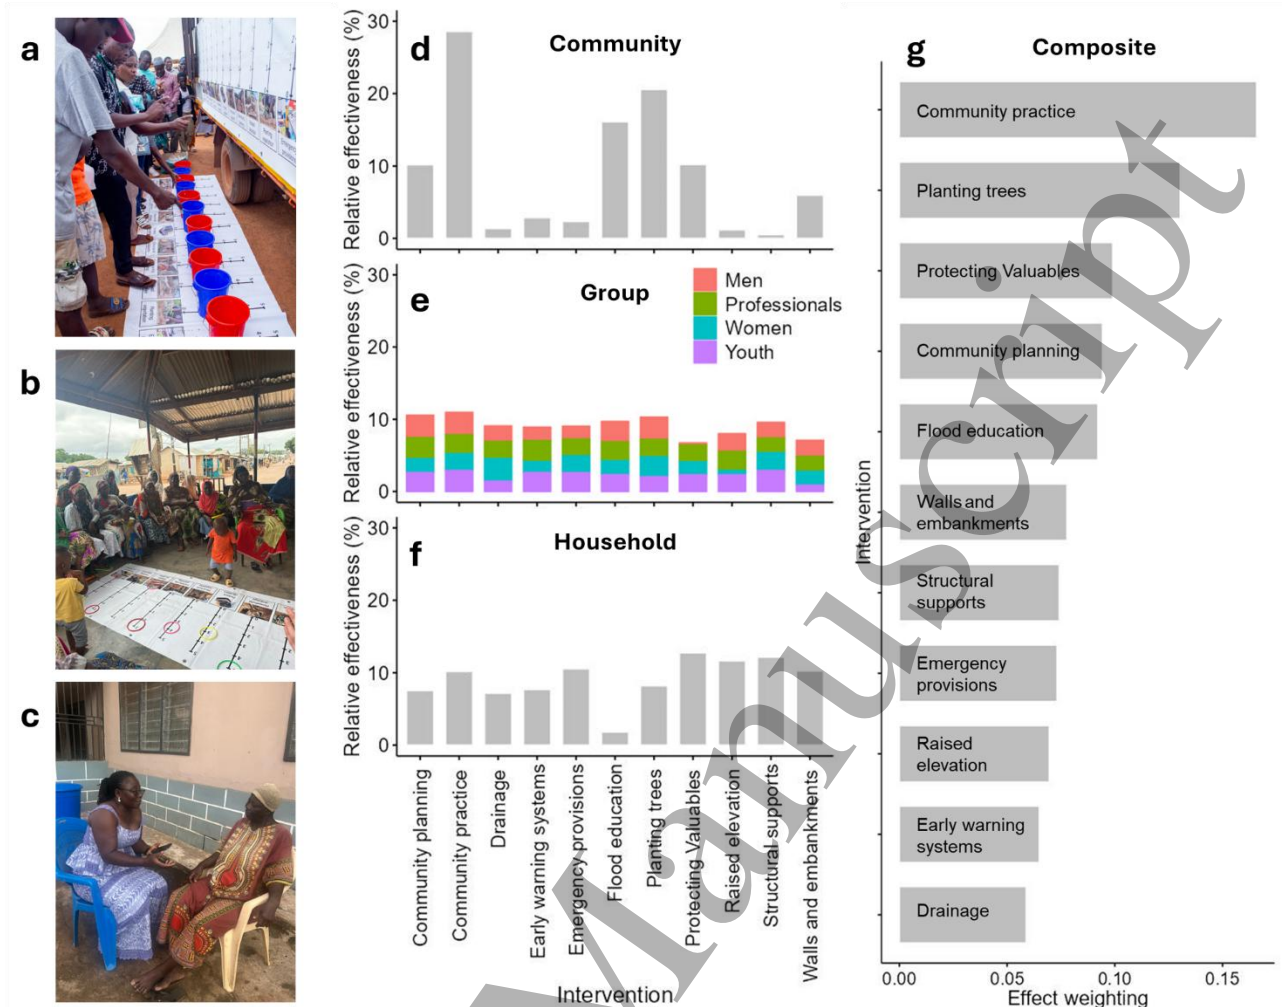 a
b
c
d
Community
Relative effectiveness (%)
30
20
10
0
e
Group
Men
Professionals
Women
Youth
Relative effectiveness (%)
30
20
10
0
f
Household
Relative effectiveness (%)
30
20
10
0
Community planning
Community practice
Drainage
Early warning systems
Emergency provisions
Flood education
Planting trees
Protecting Valuables
Raised elevation
Structural supports
Walls and embankments
Intervention
g
Composite
Intervention
Community practice
Planting trees
Protecting Valuables
Community planning
Flood education
Walls and
embankments
Structural
supports
Emergency
provisions
Raised
elevation
Early warning
systems
Drainage
0.00
0.05
0.10
0.15
Effect weighting
Manuscript